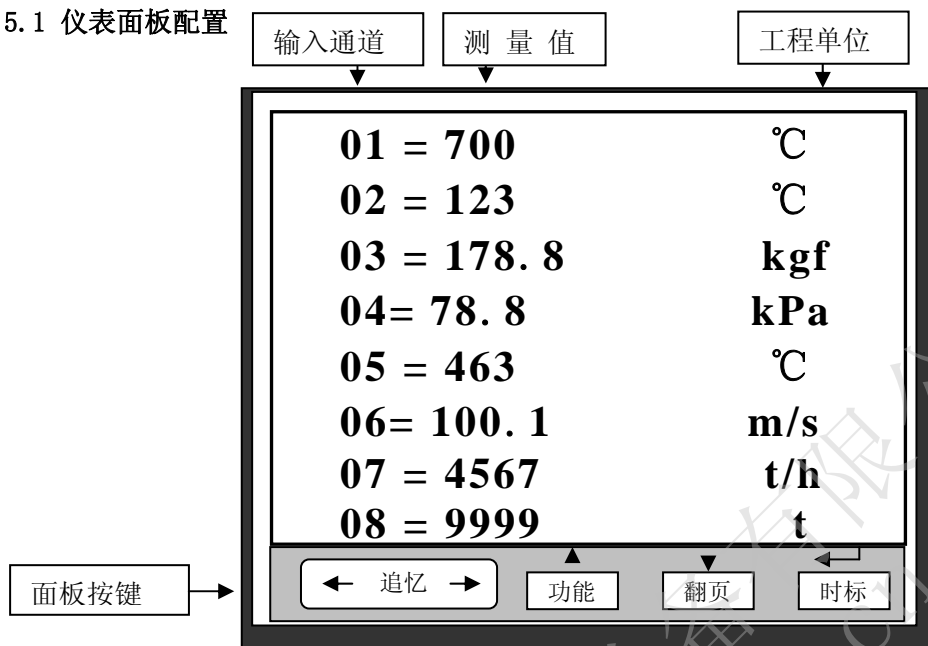 5.1 仪表面板配置
输入通道 测 量 值 工程单位
01 = 700 ℃
02 = 123 ℃
03 = 178. 8 kgf
04= 78. 8 kPa
05 = 463 ℃
06= 100. 1 m/s
07 = 4567 t/h
08 = 9999 t
面板按键 ← 追忆 → 功能 翻页 时标